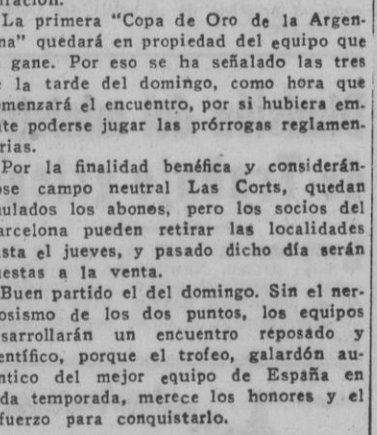 ración.
La primera “Copa de Oro de la Argen-
na” quedará en propiedad del equipo que
gane. Por eso se ha señalado las tres
la tarde del domingo, como hora que
omenzará el encuentro, por si hubiera em-
te poderse jugar las prórrogas reglamen-
rias.
Por la finalidad benéfica y considerán-
ose campo neutral Las Corts, quedan
nulados los abonos, pero los socios del
arcelona pueden retirar las localidades
sta el jueves, y pasado dicho día serán
uestas a la venta.
Buen partido el del domingo. Sin el ner-
osismo de los dos puntos, los equipos
sarrollarán un encuentro reposado y
entífico, porque el trofeo, galardón au-
ntico del mejor equipo de España en
da temporada, merece los honores y el
fuerzo para conquistarlo.